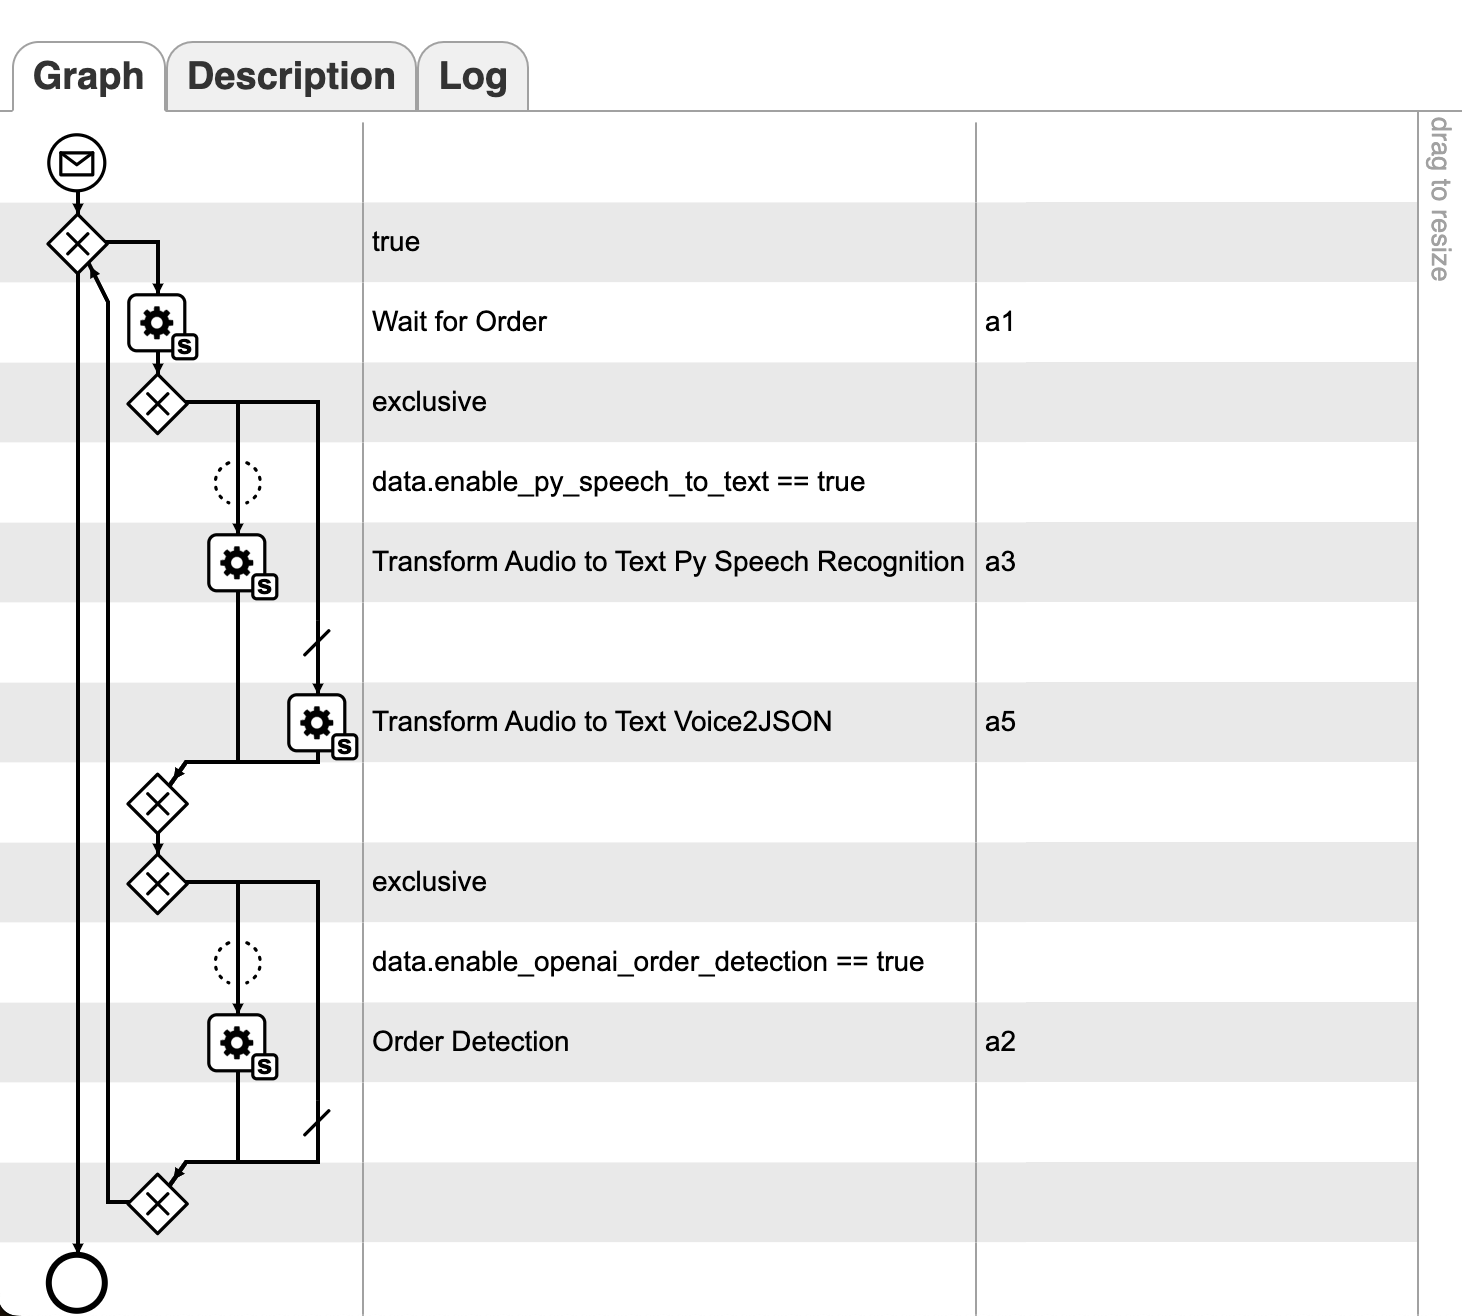 Graph Description Log
drag to resize
true
Wait for Order a1
S
exclusive
data.enable_py_speech_to_text == true
Transform Audio to Text Py Speech Recognition a3
S
Transform Audio to Text Voice2JSON a5
S
exclusive
data.enable_openai_order_detection == true
Order Detection a2
S